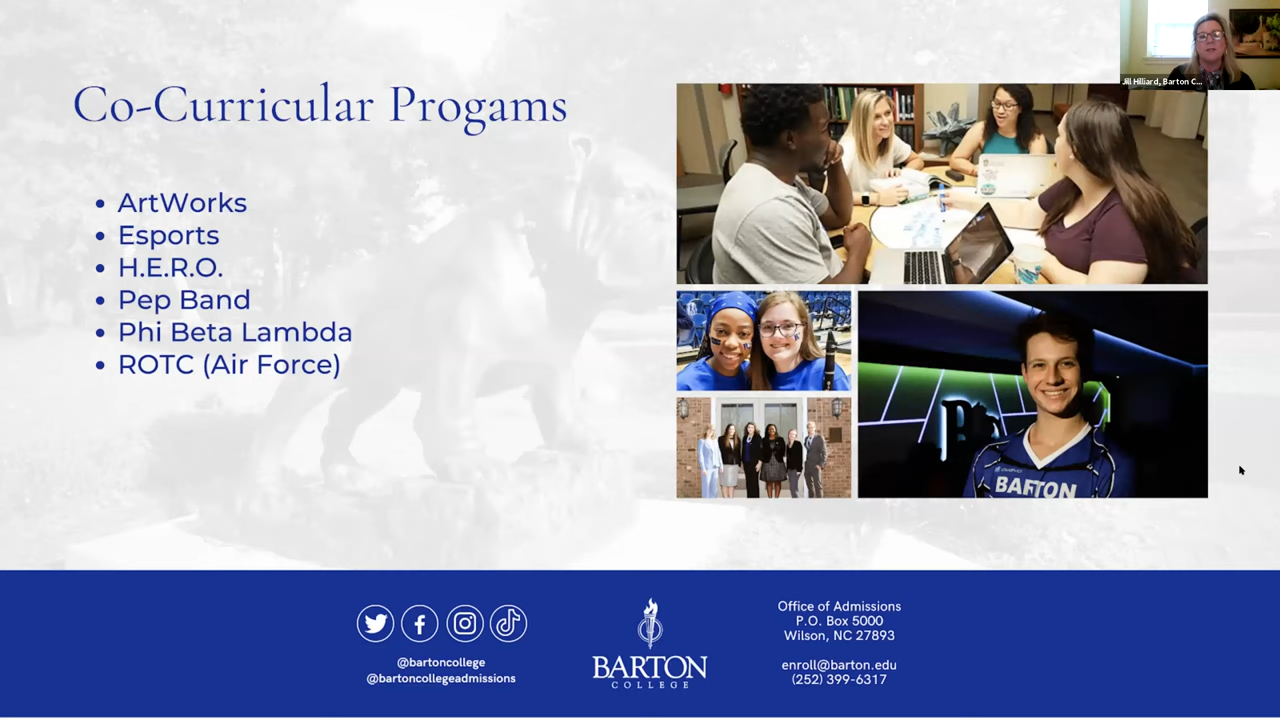 Jill Hilliard, Barton C...
Co-Curricular Progams
• ArtWorks
• Esports
• H.E.R.O.
• Pep Band
• Phi Beta Lambda
• ROTC (Air Force)
BARTON
@bartoncollege
@bartoncollegeadmissions
BARTON
COLLEGE
Office of Admissions
P.O. Box 5000
Wilson, NC 27893
enroll@barton.edu
(252) 399-6317